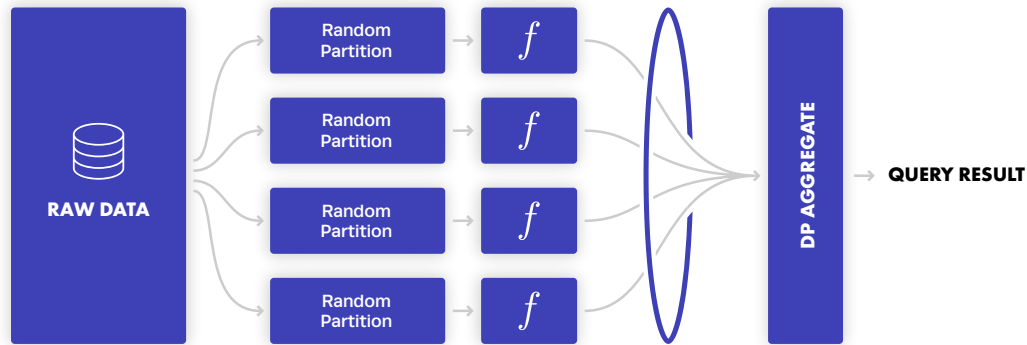 RAW DATA
Random
Partition
f
Random
Partition
f
Random
Partition
f
Random
Partition
f
DP AGGREGATE
QUERY RESULT